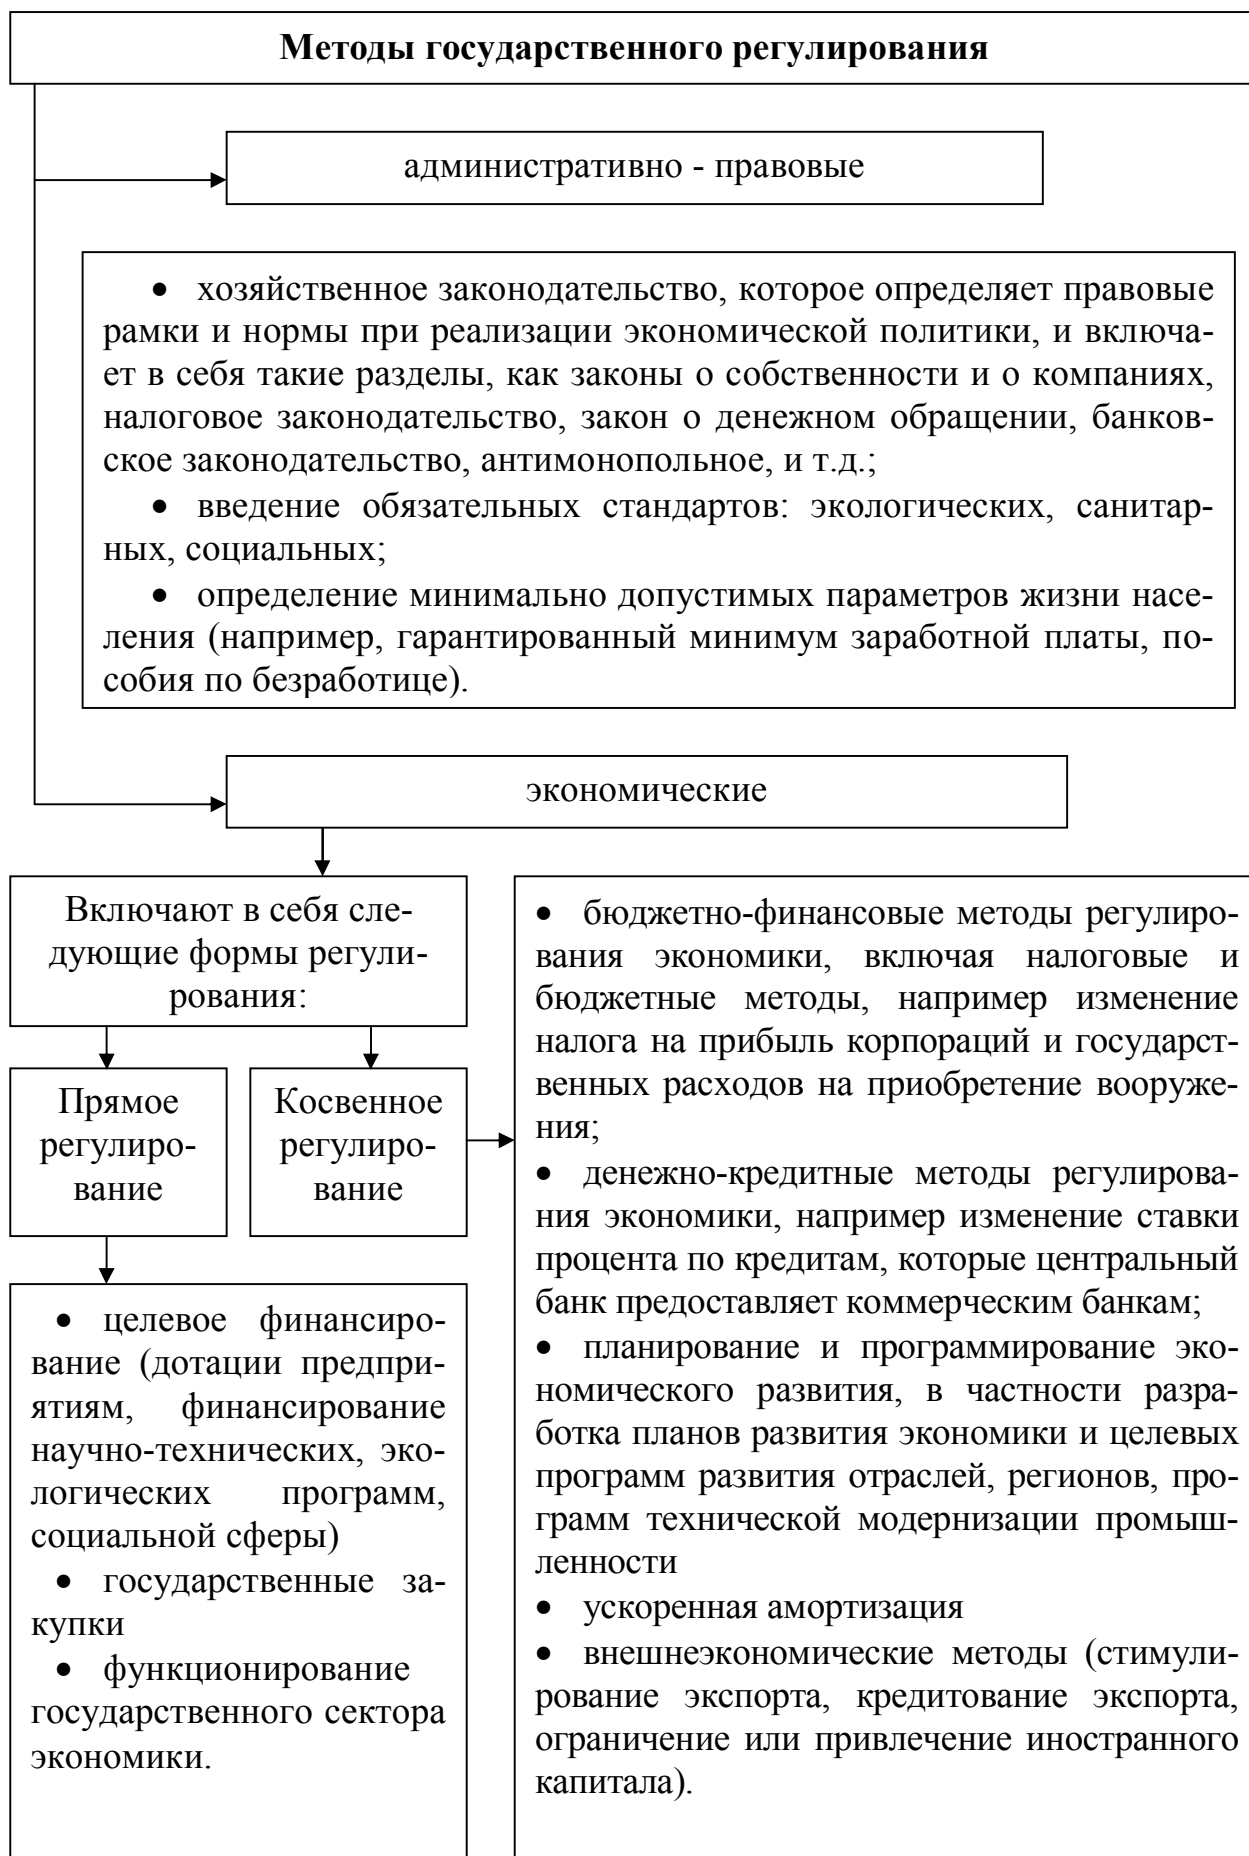 Методы государственного регулирования
административно - правовые
• хозяйственное законодательство, которое определяет правовые
рамки и нормы при реализации экономической политики, и включа-
ет в себя такие разделы, как законы о собственности и о компаниях,
налоговое законодательство, закон о денежном обращении, банков-
ское законодательство, антимонопольное, и т.д.;
• введение обязательных стандартов: экологических, санитар-
ных, социальных;
• определение минимально допустимых параметров жизни насе-
ления (например, гарантированный минимум заработной платы, по-
собия по безработице).
экономические
Включают в себя сле-
дующие формы регули-
рования:
Прямое
регулиро-
вание
Косвенное
регулиро-
вание
• целевое финансиро-
вание (дотации предпри-
ятиям, финансирование
научно-технических, эко-
логических программ,
социальной сферы)
• государственные за-
купки
• функционирование
государственного сектора
экономики.
• бюджетно-финансовые методы регулиро-
вания экономики, включая налоговые и
бюджетные методы, например изменение
налога на прибыль корпораций и государст-
венных расходов на приобретение вооруже-
ния;
• денежно-кредитные методы регулирова-
ния экономики, например изменение ставки
процента по кредитам, которые центральный
банк предоставляет коммерческим банкам;
• планирование и программирование эко-
номического развития, в частности разра-
ботка планов развития экономики и целевых
программ развития отраслей, регионов, про-
грамм технической модернизации промыш-
ленности
• ускоренная амортизация
• внешнеэкономические методы (стимули-
рование экспорта, кредитование экспорта,
ограничение или привлечение иностранного
капитала).